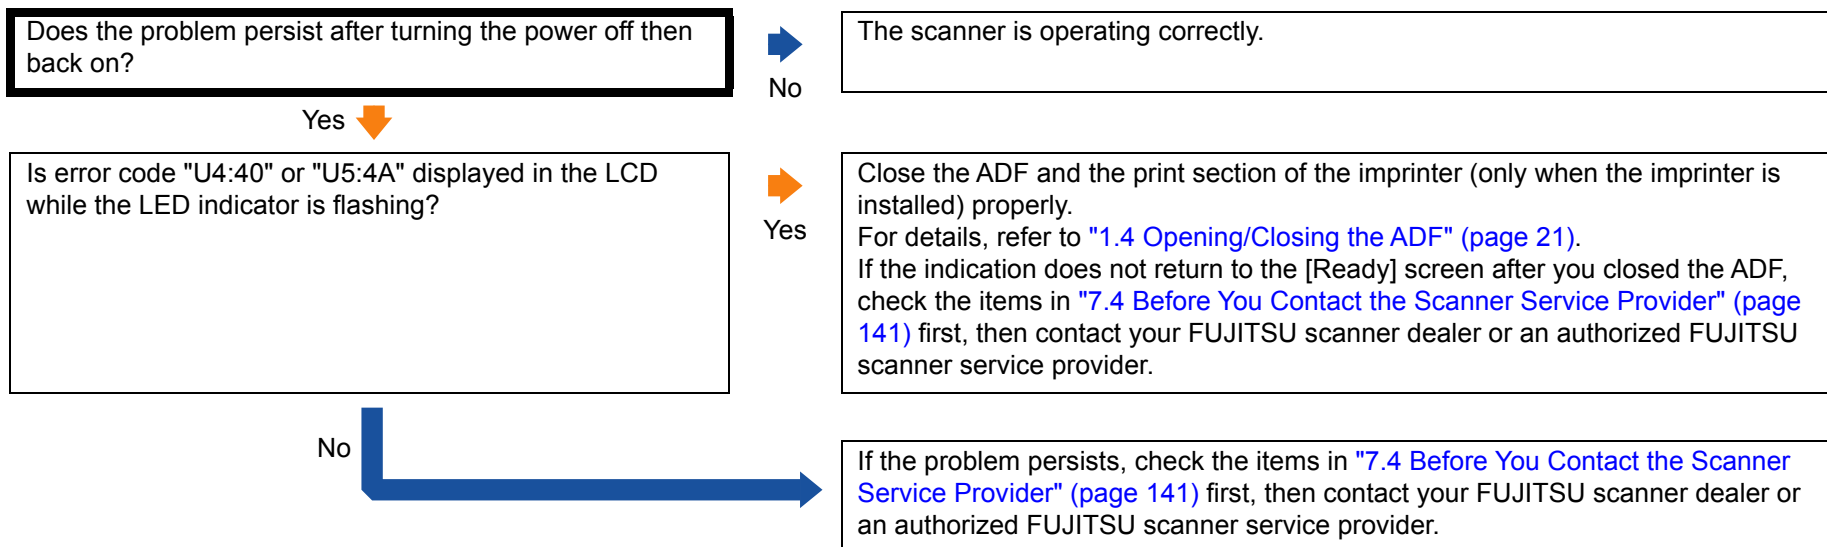 Does the problem persist after turning the power off then
back on?
No
The scanner is operating correctly.
Yes
Is error code "U4:40" or "U5:4A" displayed in the LCD
while the LED indicator is flashing?
Yes
Close the ADF and the print section of the imprinter (only when the imprinter is
installed) properly.
For details, refer to "1.4 Opening/Closing the ADF" (page 21).
If the indication does not return to the [Ready] screen after you closed the ADF,
check the items in "7.4 Before You Contact the Scanner Service Provider" (page
141) first, then contact your FUJITSU scanner dealer or an authorized FUJITSU
scanner service provider.
No
If the problem persists, check the items in "7.4 Before You Contact the Scanner
Service Provider" (page 141) first, then contact your FUJITSU scanner dealer or
an authorized FUJITSU scanner service provider.